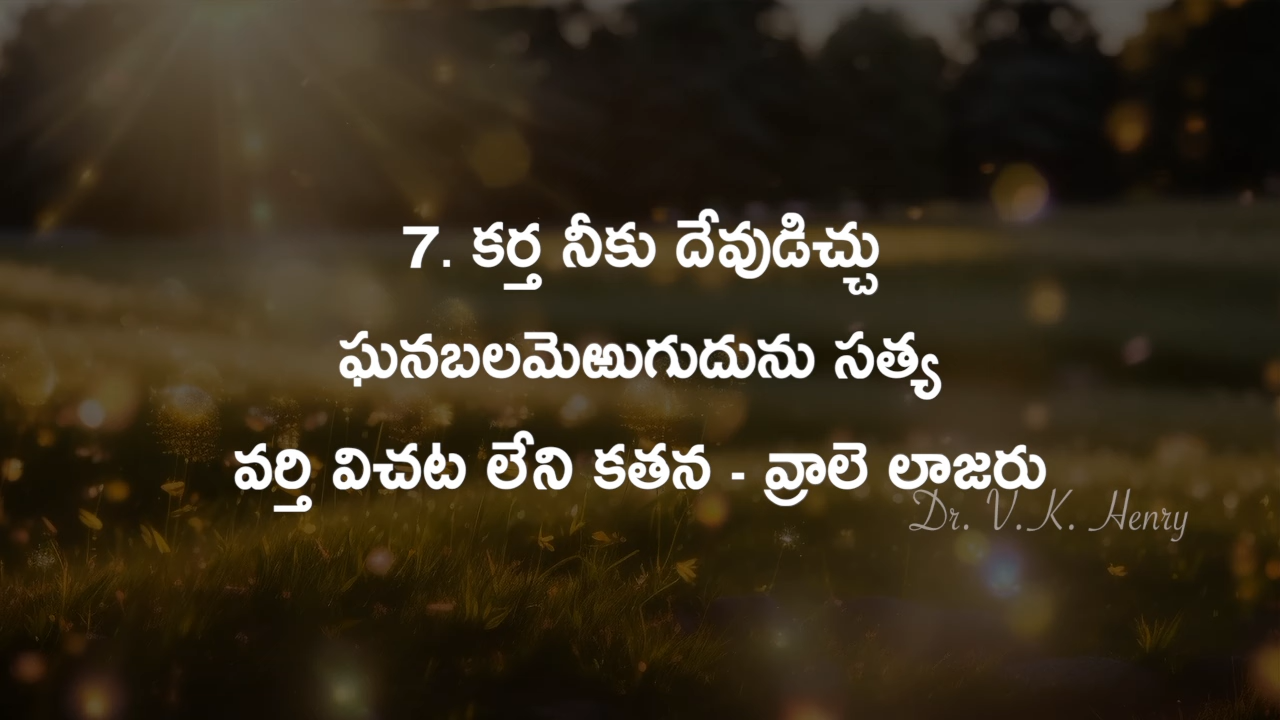 7. కర్త నీకు దేవుడిచ్చు
ఘనబలమెఱుగుదును సత్య
వర్తి విచట లేని కతన - వ్రాలె లాజరు
Dr. V.K. Henry